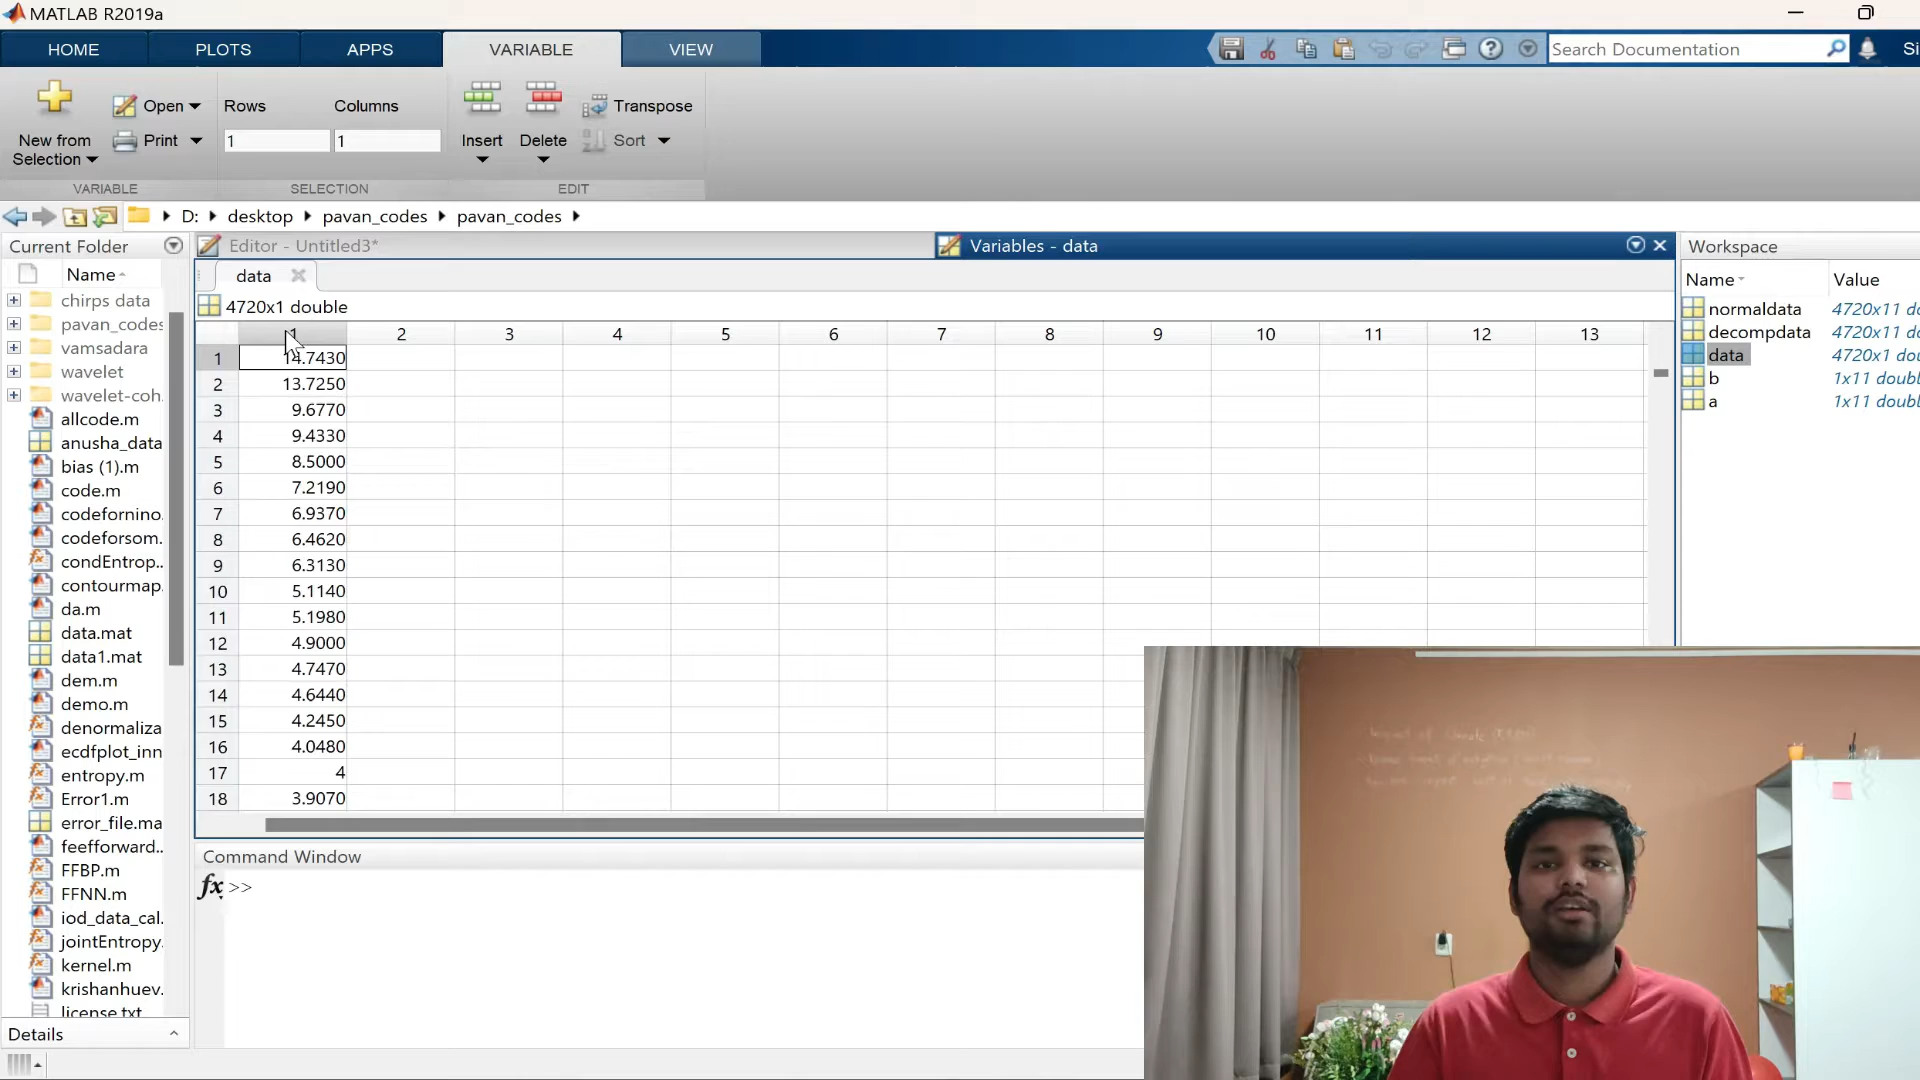 MATLAB R2019a
HOME PLOTS APPS VARIABLE VIEW
Search Documentation
Si
New from Selection
Open
Print
Rows Columns
1 1
Insert
Delete
Transpose
Sort
VARIABLE SELECTION EDIT
D: desktop pavan_codes pavan_codes
Current Folder
Name
chirps data
pavan_codes
vamsadara
wavelet
wavelet-coh.
allcode.m
anusha_data
bias (1).m
code.m
codefornino.
codeforsom.
condEntrop..
contourmap.
da.m
data.mat
data1.mat
dem.m
demo.m
denormaliza
ecdfplot_inn
entropy.m
Error1.m
error_file.ma
feefforward..
FFBP.m
FFNN.m
iod_data_cal.
jointEntropy.
kernel.m
krishanhuev.
license.txt
Details
Editor - Untitled3*
Variables - data
data
4720x1 double
1 2 3 4 5 6 7 8 9 10 11 12 13
1 14.7430
2 13.7250
3 9.6770
4 9.4330
5 8.5000
6 7.2190
7 6.9370
8 6.4620
9 6.3130
10 5.1140
11 5.1980
12 4.9000
13 4.7470
14 4.6440
15 4.2450
16 4.0480
17 4
18 3.9070
Command Window
fx >>
Workspace
Name Value
normaldata 4720x11 do
decompdata 4720x11 do
data 4720x1 dou
b 1x11 doubl
a 1x11 doubl